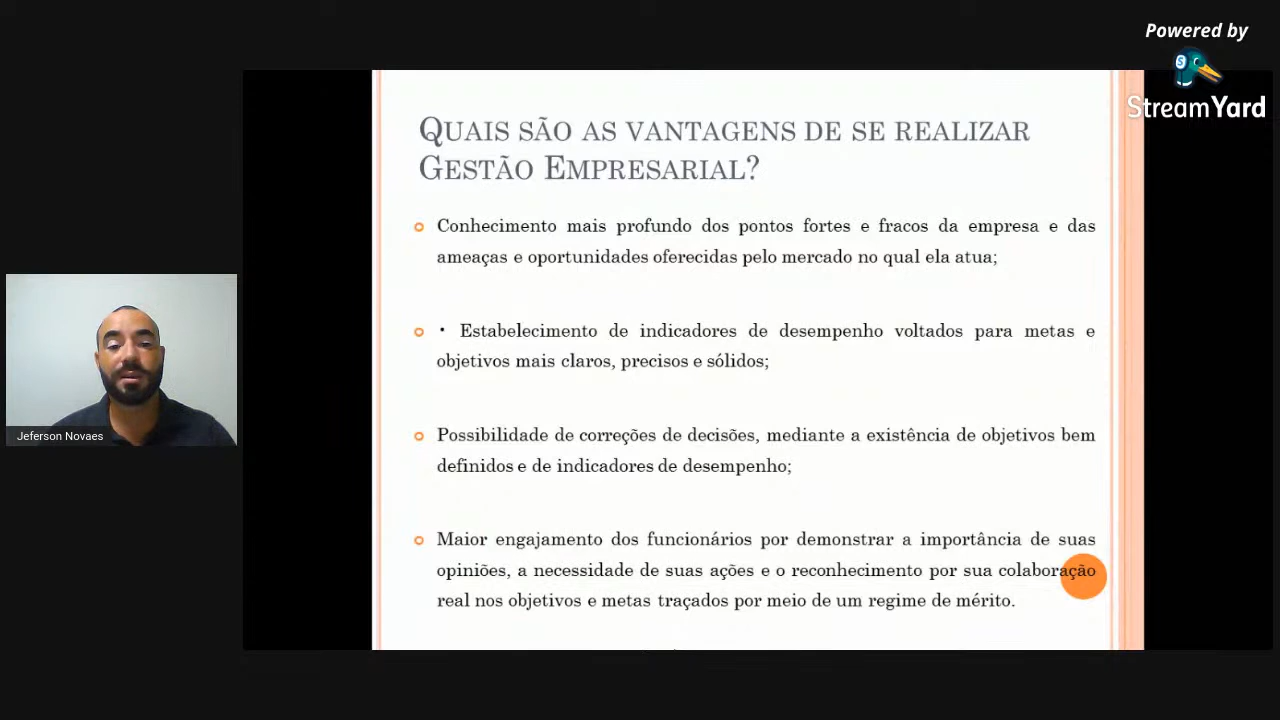 Powered by
StreamYard
QUAIS SÃO AS VANTAGENS DE SE REALIZAR
GESTÃO EMPRESARIAL?
Conhecimento mais profundo dos pontos fortes e fracos da empresa e das
ameaças e oportunidades oferecidas pelo mercado no qual ela atua;
• Estabelecimento de indicadores de desempenho voltados para metas e
objetivos mais claros, precisos e sólidos;
Possibilidade de correções de decisões, mediante a existência de objetivos bem
definidos e de indicadores de desempenho;
Maior engajamento dos funcionários por demonstrar a importância de suas
opiniões, a necessidade de suas ações e o reconhecimento por sua colaboração
real nos objetivos e metas traçados por meio de um regime de mérito.
Jeferson Novaes